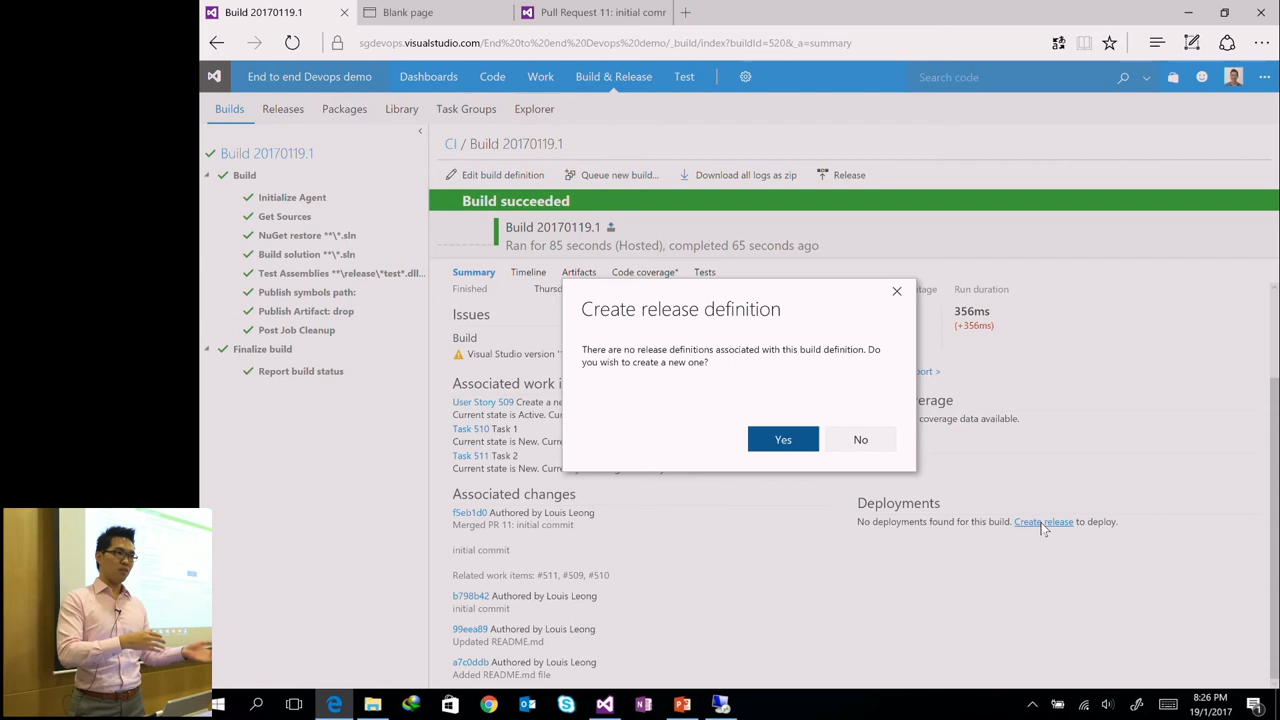 Build 20170119.1
Blank page
Pull Request 11: initial comr
sgdevops.visualstudio.com/End%20to%20end%20Devops%20demo/_build/index?buildId=520&_a=summary
End to end Devops demo
Dashboards
Code
Work
Build & Release
Test
Search code
Builds
Releases
Packages
Library
Task Groups
Explorer
Build 20170119.1
Build
Initialize Agent
Get Sources
NuGet restore **\*.sln
Build solution **\*.sln
Test Assemblies **\release\*test*.dll...
Publish symbols path:
Publish Artifact: drop
Post Job Cleanup
Finalize build
Report build status
CI / Build 20170119.1
Edit build definition
Queue new build...
Download all logs as zip
Release
Build succeeded
Build 20170119.1
Ran for 85 seconds (Hosted), completed 65 seconds ago
Summary
Timeline
Artifacts
Code coverage*
Tests
Finished
Thursd
Issues
Build
Visual Studio version '
Associated work i
User Story 509 Create a ne
Current state is Active. Curr
Task 510 Task 1
Current state is New. Curre
Task 511 Task 2
Current state is New. Curre
Associated changes
f5eb1d0 Authored by Louis Leong
Merged PR 11: initial commit
initial commit
Related work items: #511, #509, #510
b798b42 Authored by Louis Leong
initial commit
99eea89 Authored by Louis Leong
Updated README.md
a7c0ddb Authored by Louis Leong
Added README.md file
Create release definition
There are no release definitions associated with this build definition. Do
you wish to create a new one?
Yes
No
ntage
Run duration
356ms
(+356ms)
port >
verage
coverage data available.
Deployments
No deployments found for this build. Create release to deploy.
8:26 PM
19/1/2017